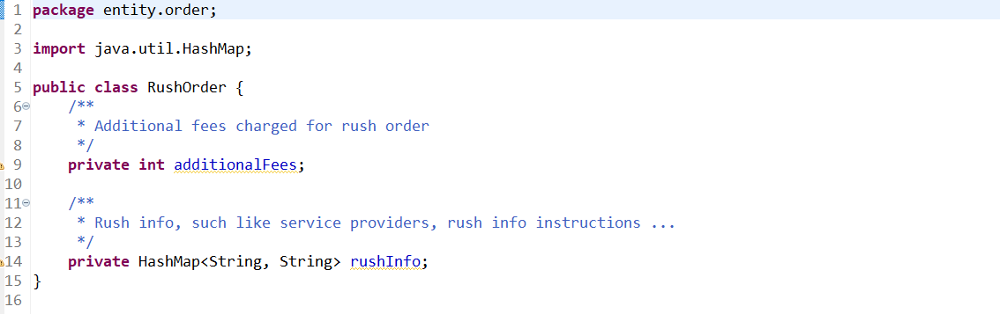 1 package entity.order;
2
3 import java.util.HashMap;
4
5 public class RushOrder {
6 /**
7 * Additional fees charged for rush order
8 */
9 private int additionalFees;
10
11 /**
12 * Rush info, such like service providers, rush info instructions ...
13 */
14 private HashMap<String, String> rushInfo;
15 }
16